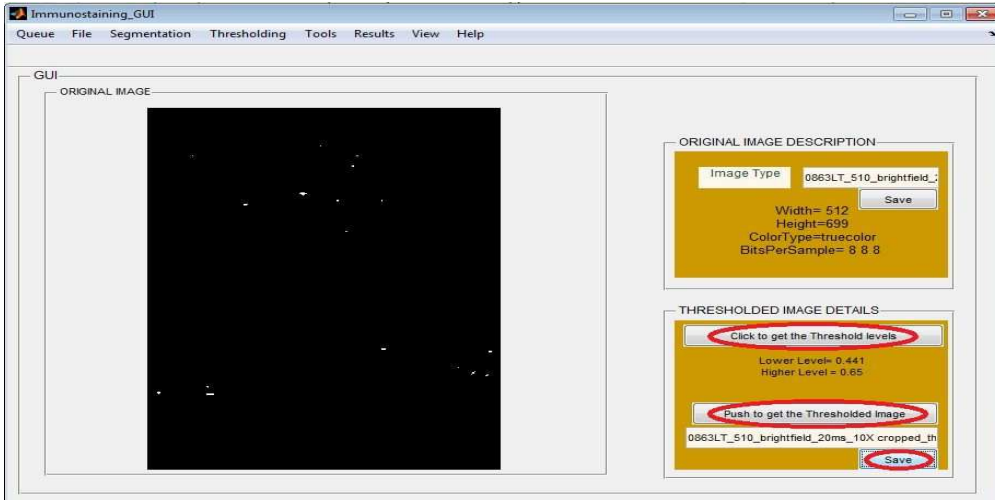 Immunostaining_GUI
Queue File Segmentation Thresholding Tools Results View Help
GUI
ORIGINAL IMAGE
ORIGINAL IMAGE DESCRIPTION
Image Type 0863LT_510_brightfield_
Save
Width= 512
Height=699
ColorType=truecolor
BitsPerSample= 8 8 8
THRESHOLDED IMAGE DETAILS
Click to get the Threshold levels
Lower Level= 0.441
Higher Level = 0.65
Push to get the Thresholded Image
0863LT_510_brightfield_20ms_10X cropped_th
Save